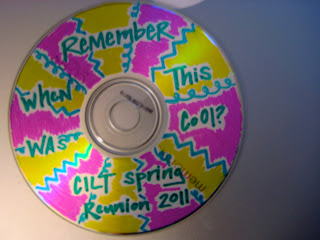 Remember
when This
was cool?
CILT Spring
Reunion 2011